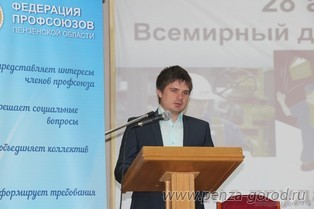 ФЕДЕРАЦИЯ
ПРОФСОЮЗОВ
ПЕНЗЕНСКОЙ ОБЛАСТИ
представляет интересы
членов профсоюза
решает социальные
вопросы
объединяет коллектив
формирует требования
28 а
Всемирный д
www.penza-gorod.ru